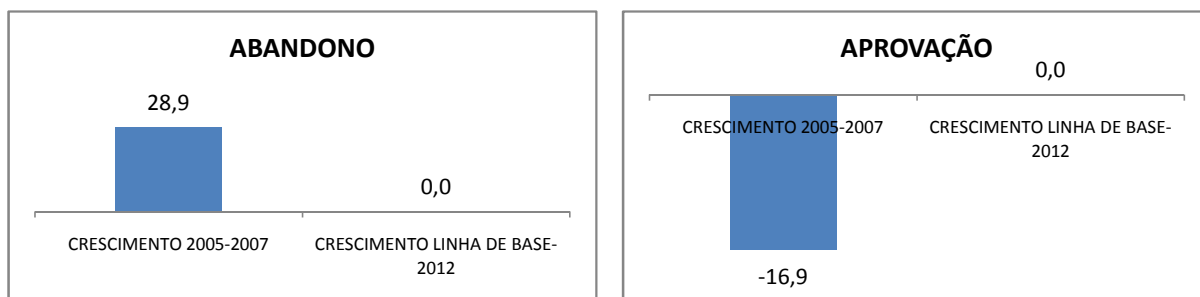 ABANDONO
28,9
0,0
CRESCIMENTO 2005-2007
CRESCIMENTO LINHA DE BASE-
2012
APROVAÇÃO
0,0
CRESCIMENTO 2005-2007
CRESCIMENTO LINHA DE BASE-
2012
-16,9